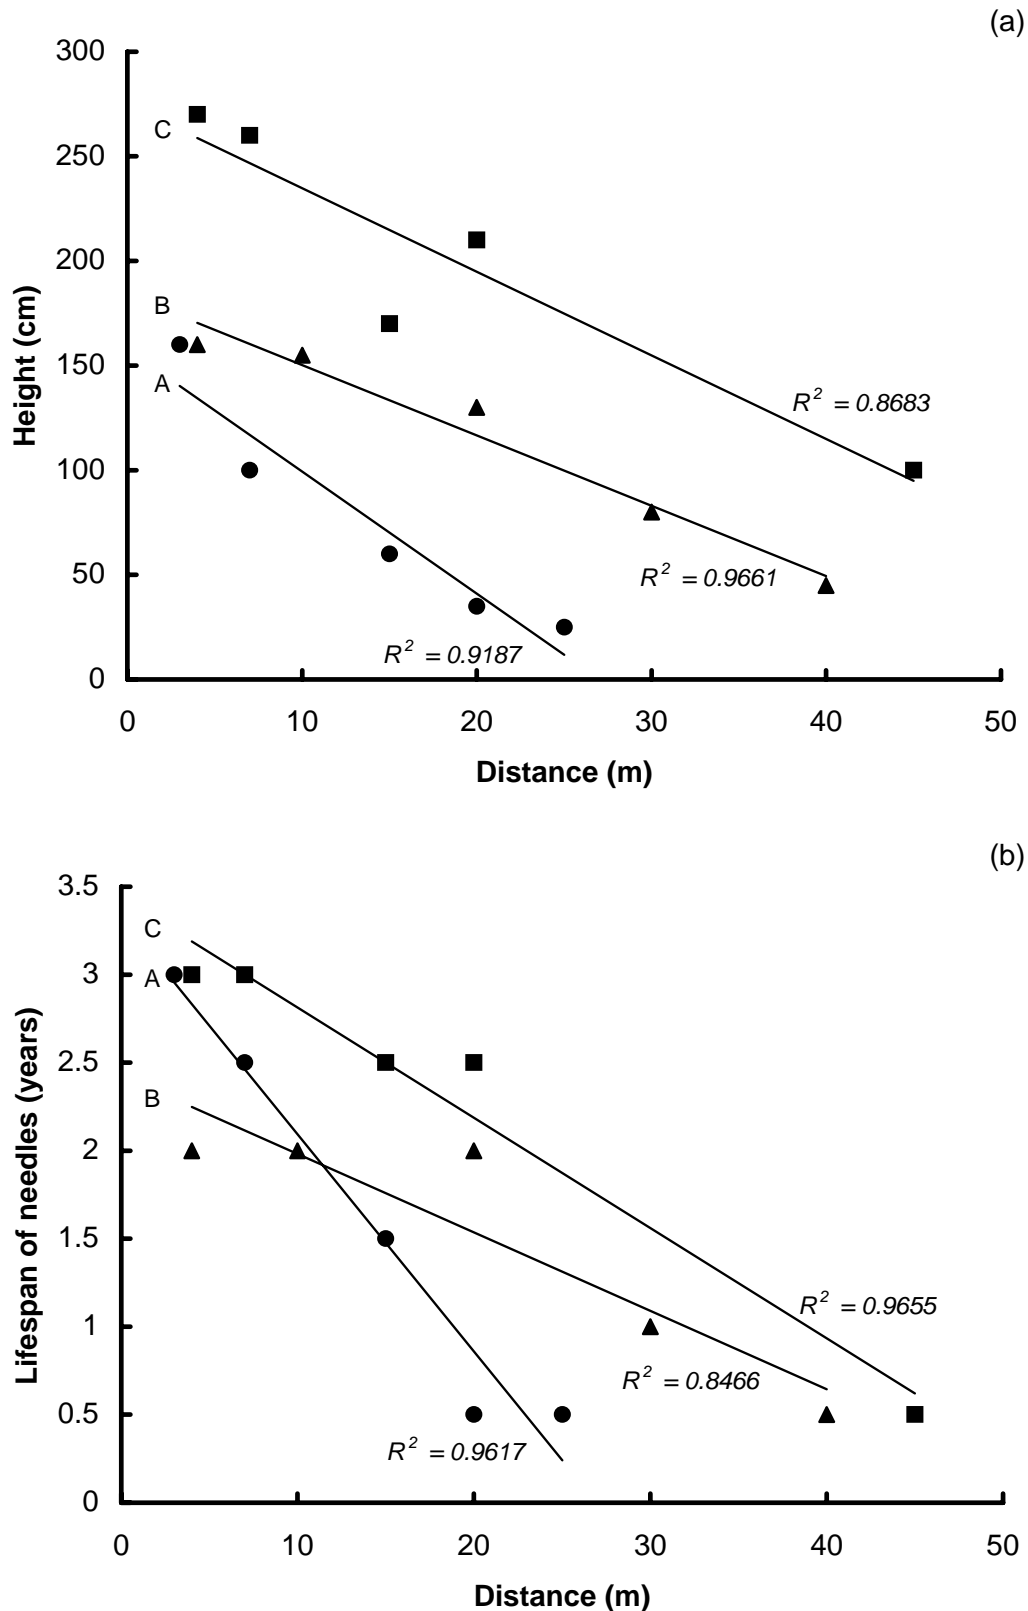 (a)
300
C
250
200
Height (cm)
B
150
A
R² = 0.8683
100
50
R² = 0.9661
R² = 0.9187
0
0 10 20 30 40 50
Distance (m)
(b)
3.5
C
3
A
2.5
Lifespan of needles (years)
B
2
1.5
R² = 0.9655
1
R² = 0.8466
0.5
R² = 0.9617
0
0 10 20 30 40 50
Distance (m)